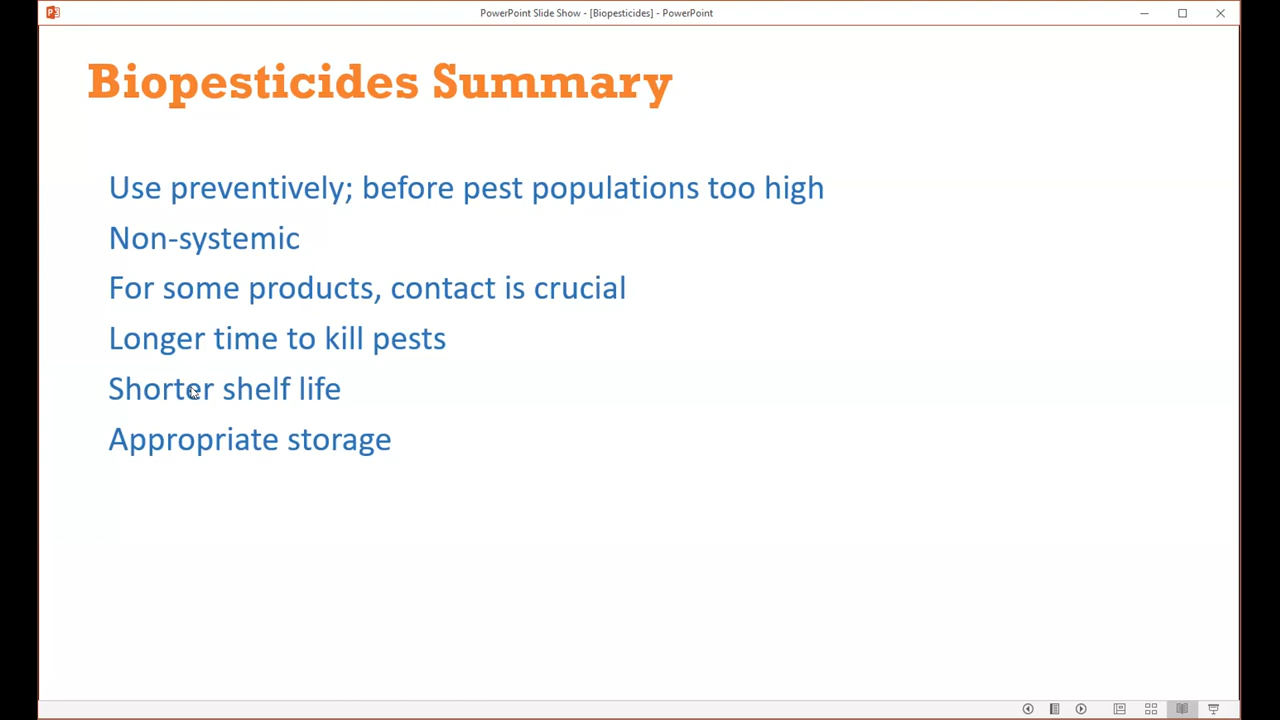 PowerPoint Slide Show - [Biopesticides] - PowerPoint
Biopesticides Summary
Use preventively; before pest populations too high
Non-systemic
For some products, contact is crucial
Longer time to kill pests
Shorter shelf life
Appropriate storage